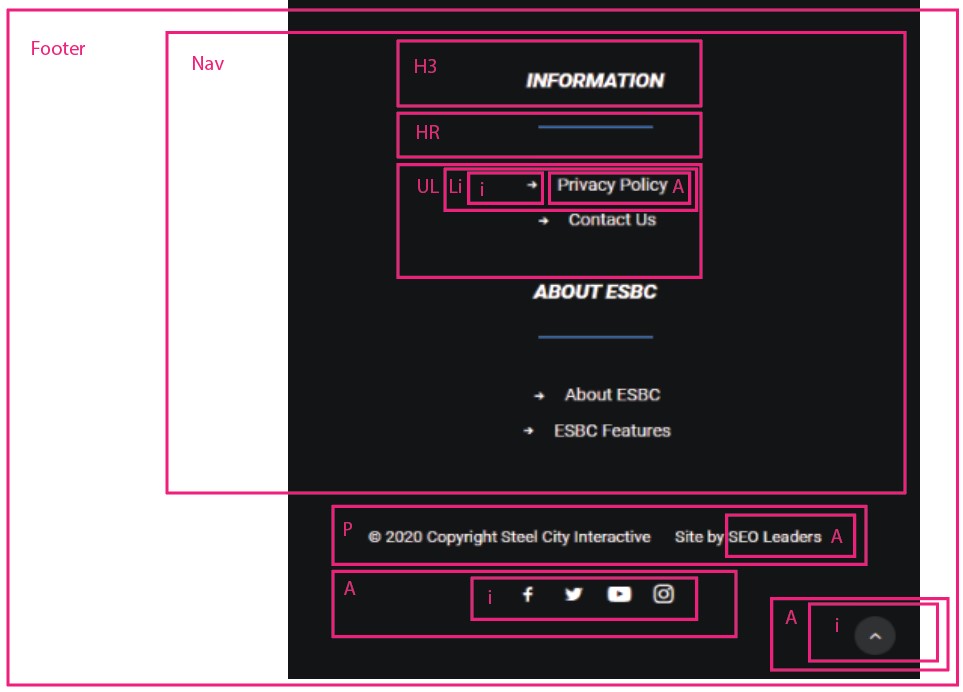 Footer
Nav
H3
INFORMATION
HR
UL Li i Privacy Policy A
Contact Us
ABOUT ESBC
About ESBC
ESBC Features
P © 2020 Copyright Steel City Interactive Site by SEO Leaders A
A i
A i